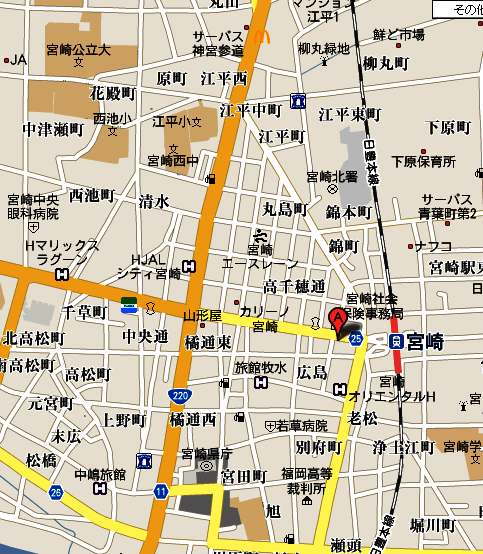 丸山
マンション
江平1
その他
サーパス
神宮参道
宮崎公立大
柳丸緑地
鮮ど市場
柳丸町
JA
原町
江平西
花殿町
江平中町
江平東町
西池小
江平小
中津瀬町
江平町
下原町
日豊本線
宮崎西中
下原保育所
宮崎北署
西池町
清水
宮崎中央
眼科病院
丸島町
錦本町
サーパス
青葉町第2
Hマリックス
ラグーン
HJAL
シティ宮崎
宮崎
エースレーン
錦町
ナフコ
宮崎駅東
高千穂通
宮崎社会
保険事務局
千草町
山形屋
カリーノ
宮崎
A
25
宮崎
北高松町
中央通
橘通東
南高松町
高松町
旅館牧水
広島
宮崎
オリエンタルH
元宮町
220
上野町
橘通西
老松
若草病院
末広
別府町
浄土江町
松橋
宮崎県庁
宮崎学
中嶋旅館
宮田町
福岡高等
裁判所
26
11
旭
堀川町
瀬頭